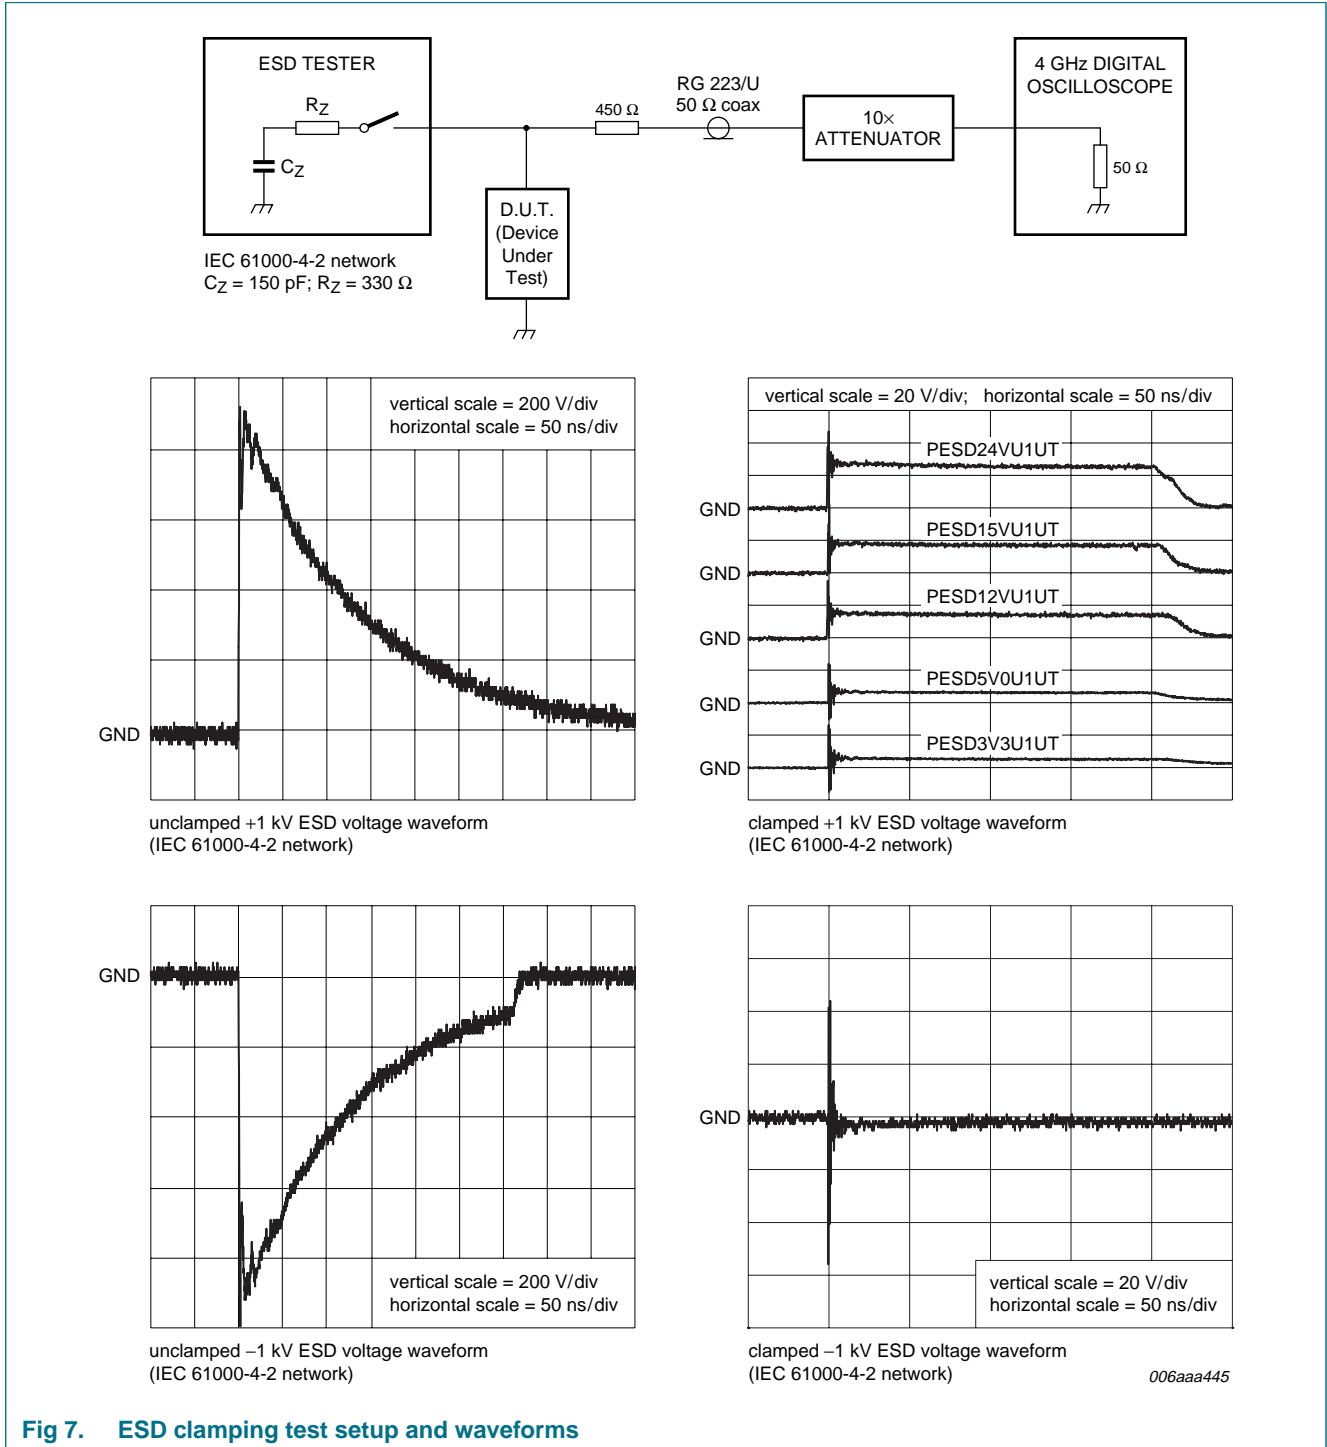 ESD TESTER
RZ
CZ
IEC 61000-4-2 network
CZ = 150 pF; RZ = 330 Ω
D.U.T.
(Device
Under
Test)
450 Ω
RG 223/U
50 Ω coax
10×
ATTENUATOR
4 GHz DIGITAL
OSCILLOSCOPE
50 Ω
vertical scale = 200 V/div
horizontal scale = 50 ns/div
GND
unclamped +1 kV ESD voltage waveform
(IEC 61000-4-2 network)
vertical scale = 20 V/div; horizontal scale = 50 ns/div
PESD24VU1UT
GND
PESD15VU1UT
GND
PESD12VU1UT
GND
PESD5V0U1UT
GND
PESD3V3U1UT
GND
clamped +1 kV ESD voltage waveform
(IEC 61000-4-2 network)
GND
vertical scale = 200 V/div
horizontal scale = 50 ns/div
unclamped −1 kV ESD voltage waveform
(IEC 61000-4-2 network)
GND
vertical scale = 20 V/div
horizontal scale = 50 ns/div
clamped −1 kV ESD voltage waveform
(IEC 61000-4-2 network)
006aaa445
Fig 7. ESD clamping test setup and waveforms